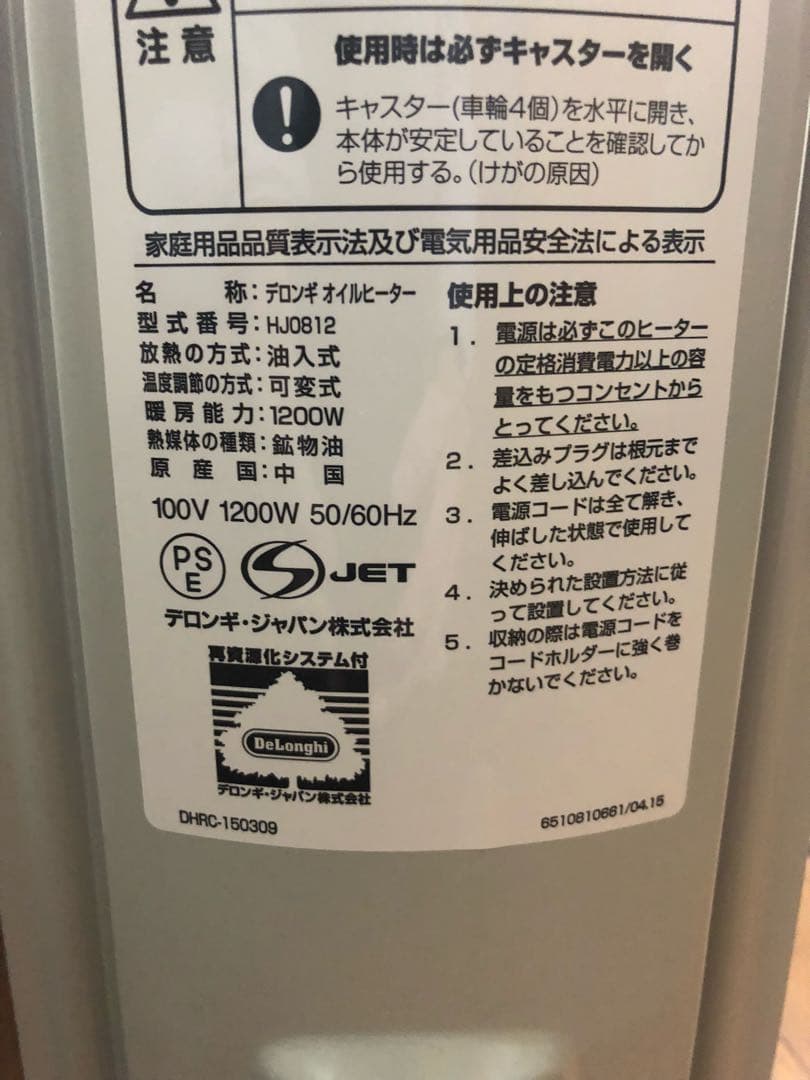 注意
使用時は必ずキャスターを開く
キャスター(車輪4個)を水平に開き、
本体が安定していることを確認してか
ら使用する。(けがの原因)
家庭用品品質表示法及び電気用品安全法による表示
名 称:デロンギ オイルヒーター
型式番号:HJ0812
放熱の方式:油入式
温度調節の方式:可変式
暖房能力:1200W
熱媒体の種類:鉱物油
原産国:中国
100V 1200W 50/60Hz
PS
E
S JET
デロンギ・ジャパン株式会社
再資源化システム付
DeLonghi
デロンギ・ジャパン株式会社
DHRC-150309
使用上の注意
1. 電源は必ずこのヒーター
の定格消費電力以上の容
量をもつコンセントから
とってください。
2. 差込みプラグは根元まで
よく差し込んでください。
3. 電源コードは全て解き、
伸ばした状態で使用して
ください。
4. 決められた設置方法に従
って設置してください。
5. 収納の際は電源コードを
コードホルダーに強く巻
かないでください。
6510810661/04.15